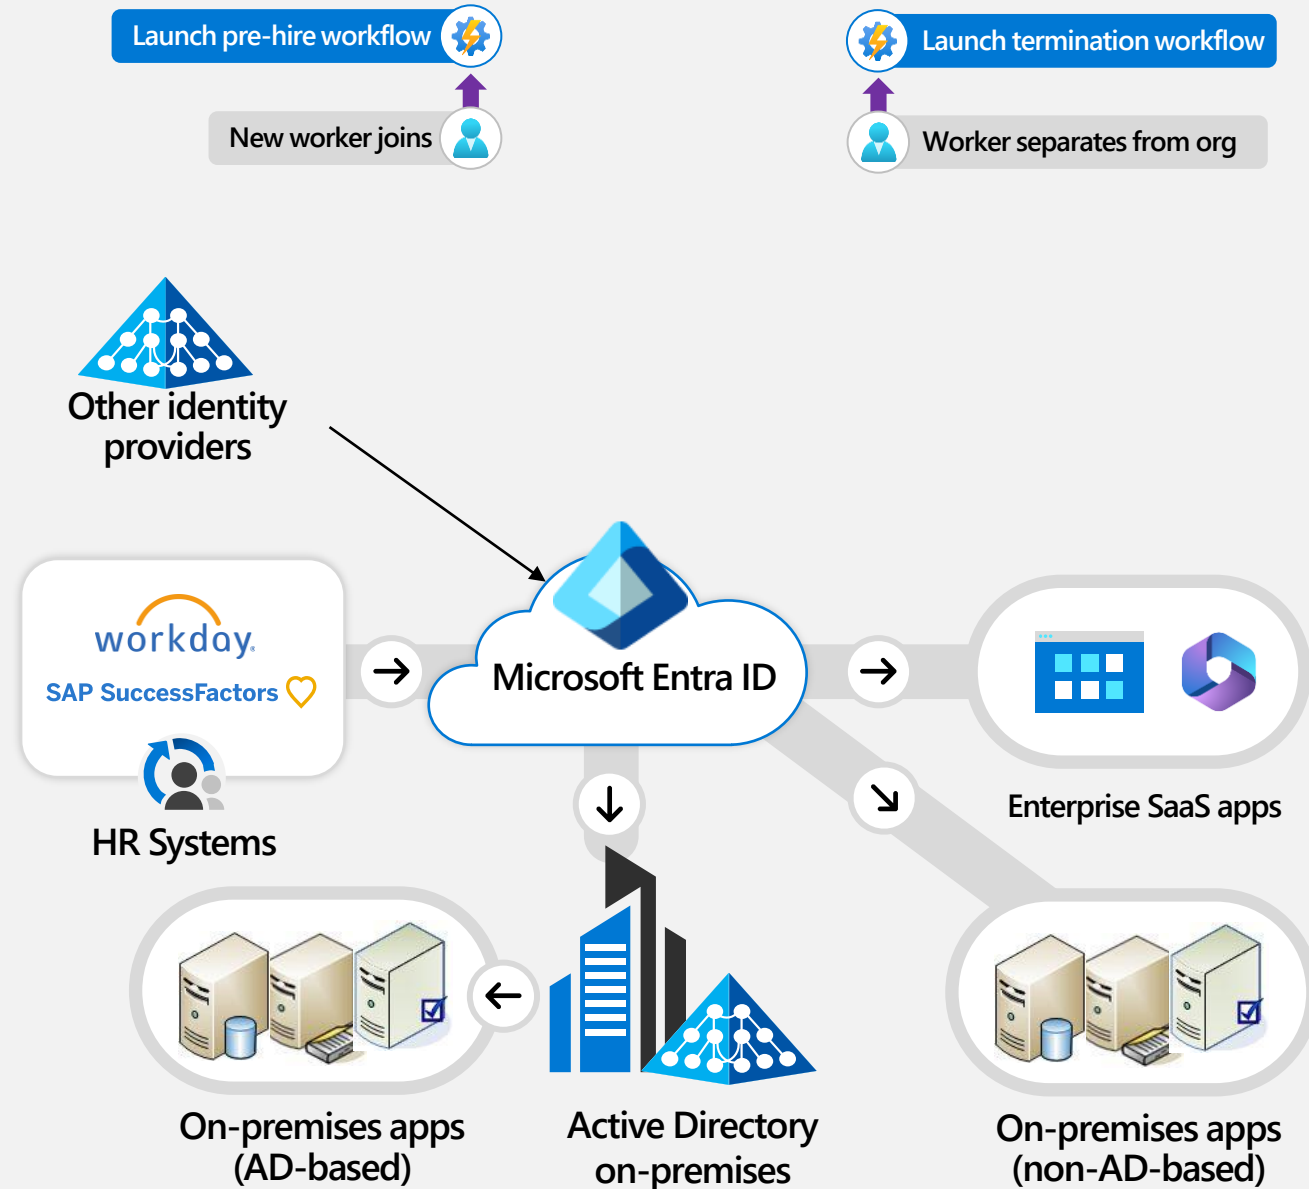 Launch pre-hire workflow
Launch termination workflow
New worker joins
Worker separates from org
Other identity
providers
workday.
SAP SuccessFactors
Microsoft Entra ID
HR Systems
Enterprise SaaS apps
On-premises apps
(AD-based)
Active Directory
on-premises
On-premises apps
(non-AD-based)